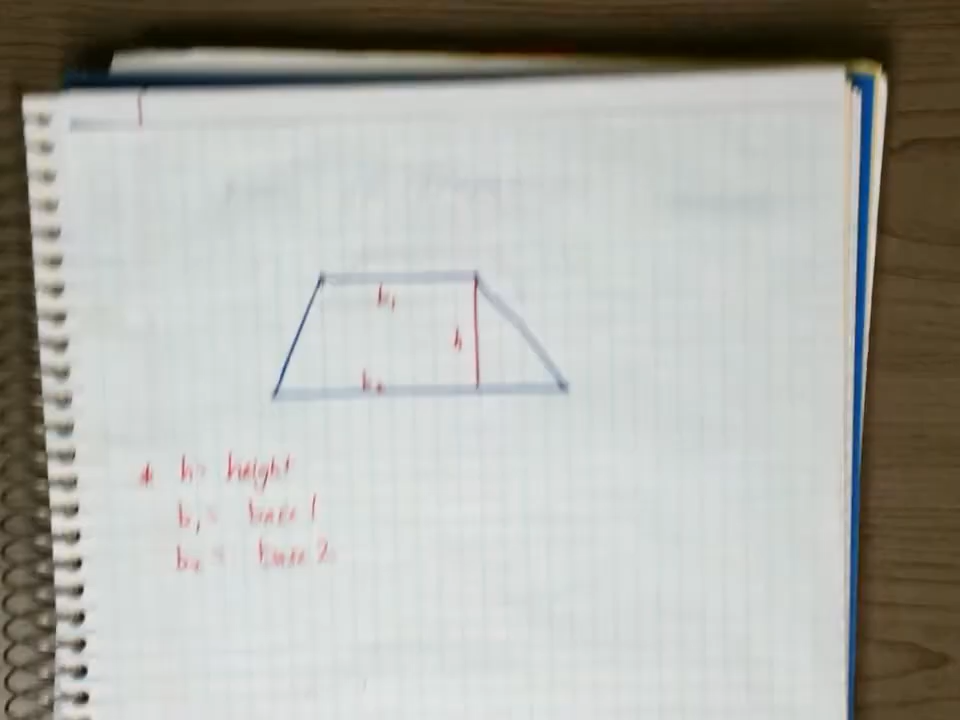 b₁
h
b₂
* h= height
b₁= base 1
b₂= base 2